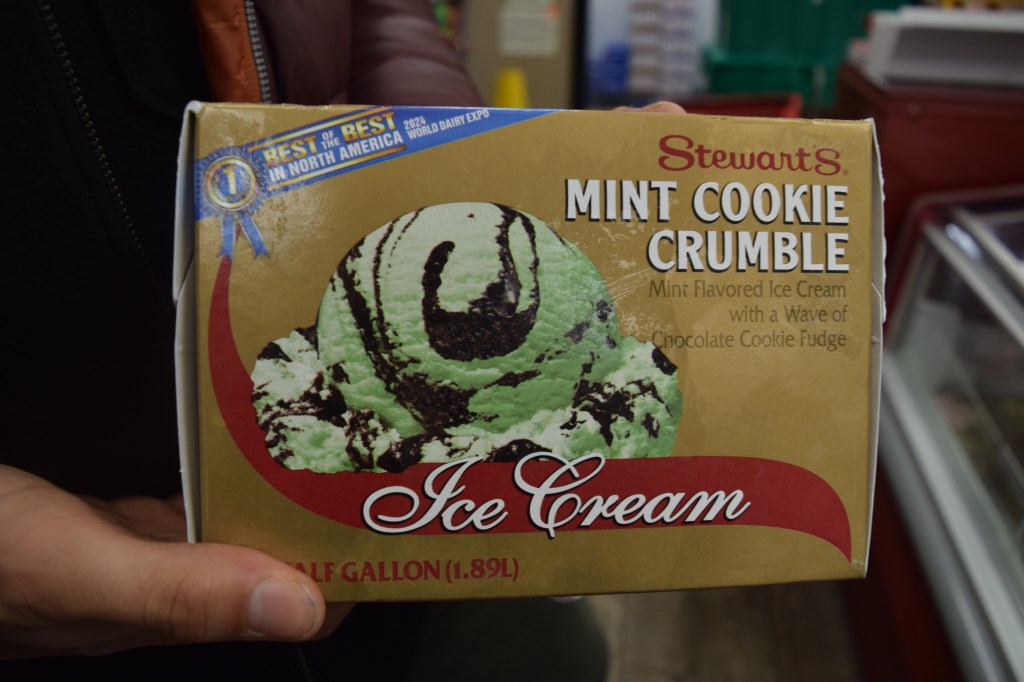 BEST OF THE BEST
IN NORTH AMERICA
2024
WORLD DAIRY EXPO
1
Stewart's
MINT COOKIE
CRUMBLE
Mint Flavored Ice Cream
with a Wave of
Chocolate Cookie Fudge
Ice Cream
ALF GALLON (1.89L)